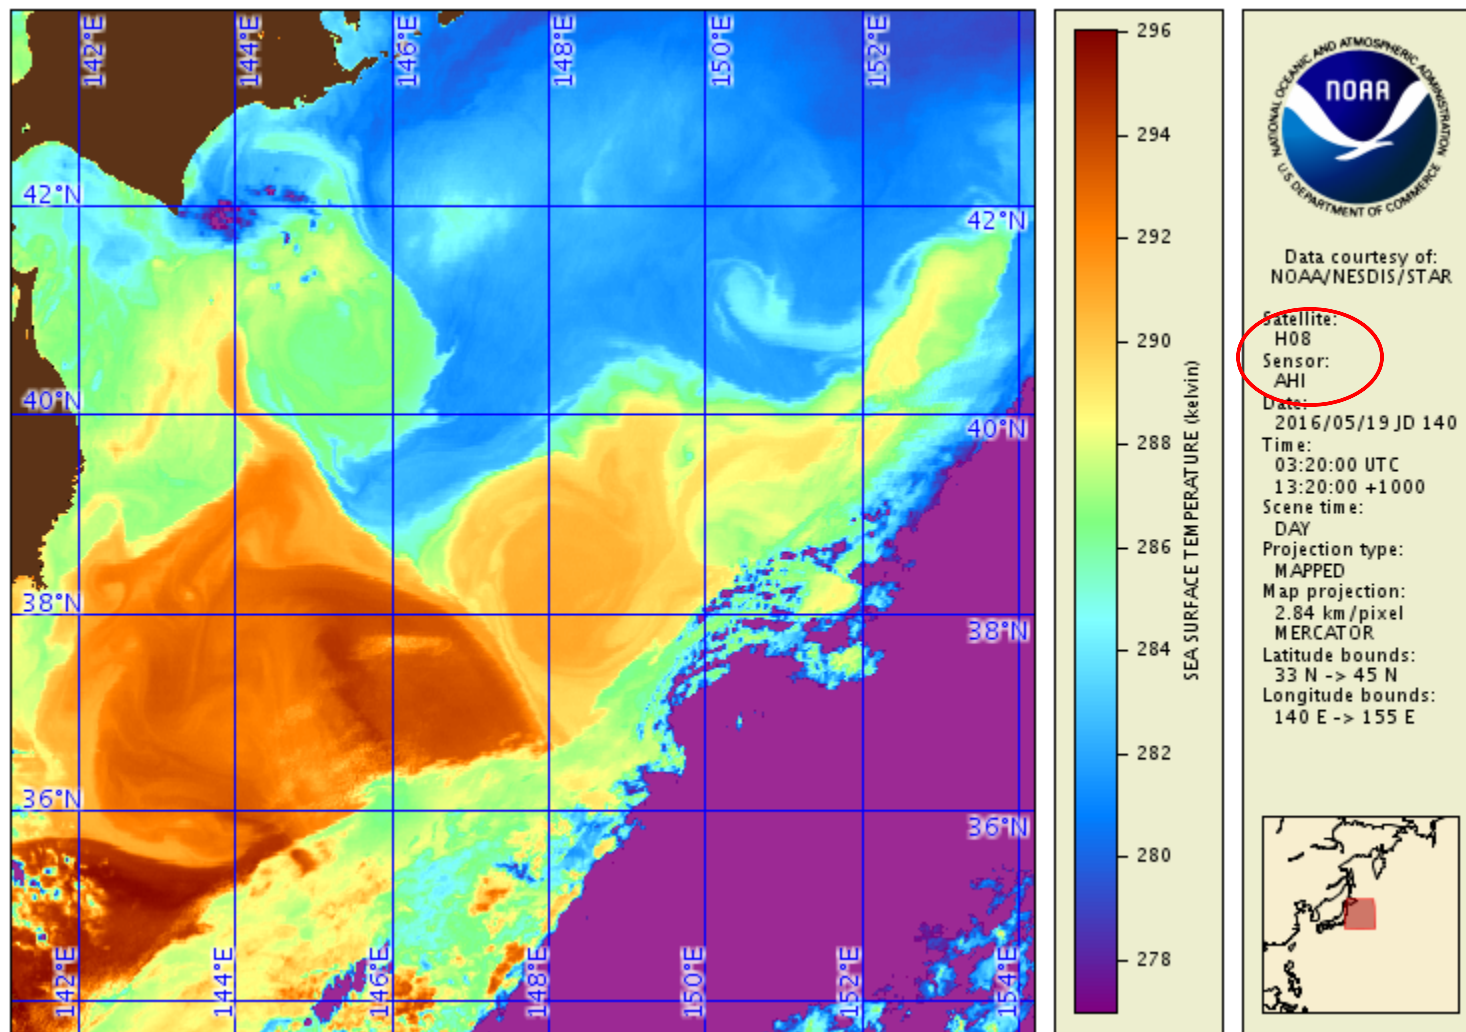 142°E
144°E
146°E
148°E
150°E
152°E
42°N
42°N
40°N
40°N
38°N
38°N
36°N
36°N
142°E
144°E
146°E
148°E
150°E
152°E
154°E
296
294
292
290
288
286
284
282
280
278
SEA SURFACE TEMPERATURE (kelvin)
NATIONAL OCEANIC AND ATMOSPHERIC ADMINISTRATION
NOAA
U.S. DEPARTMENT OF COMMERCE
Data courtesy of:
NOAA/NESDIS/STAR
Satellite:
H08
Sensor:
AHI
Date:
2016/05/19 JD 140
Time:
03:20:00 UTC
13:20:00 +1000
Scene time:
DAY
Projection type:
MAPPED
Map projection:
2.84 km/pixel
MERCATOR
Latitude bounds:
33 N -> 45 N
Longitude bounds:
140 E -> 155 E